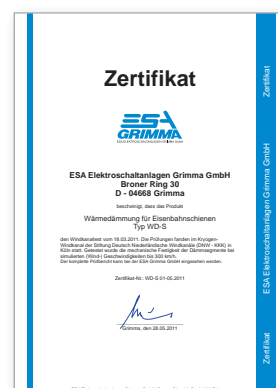 Zertifikat
ESA
GRIMMA
ESA ELEKTROSCHALTANLAGEN GRIMMA GMBH
ESA Elektroschaltanlagen Grimma GmbH
Broner Ring 30
D - 04668 Grimma
bescheinigt, dass das Produkt
Wärmedämmung für Eisenbahnschienen
Typ WD-S
den Windkanaltest vom 18.03.2011. Die Prüfungen fanden im Kryogen-
Windkanal der Stiftung Deutsch Niederländische Windkanäle (DNW - KKK) in
Köln statt. Getestet wurde die mechanische Festigkeit der Dämmsegmente bei
simulierten (Wind-) Geschwindigkeiten bis 300 km/h.
Der komplette Prüfbericht kann bei der ESA Grimma GmbH eingesehen werden.
Zertifikat-Nr.: WD-S 01-05.2011
Grimma, den 28.05.2011
Zertifikat
ESA Elektroschaltanlagen Grimma GmbH
Zertifikat